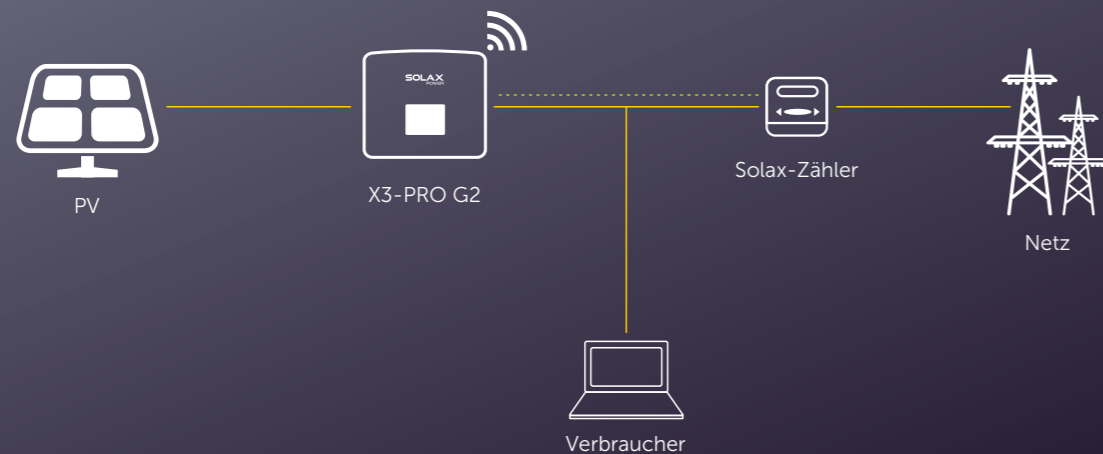 SOLAX
POWER
PV
X3-PRO G2
Solax-Zähler
Netz
Verbraucher